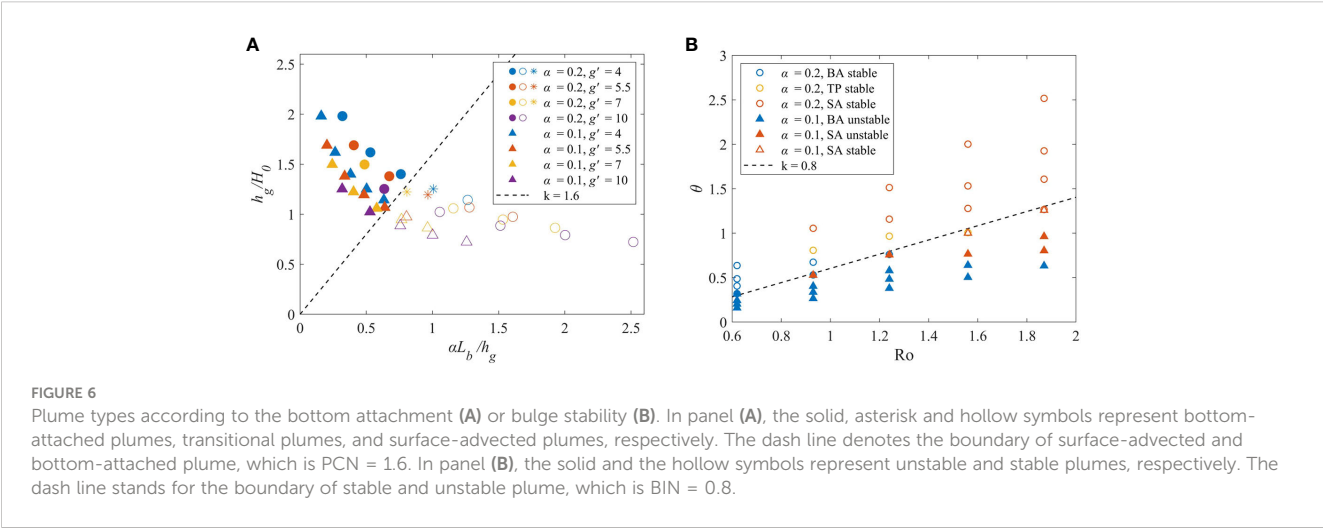 A
h_g/H_0
2.5
2
1.5
1
0.5
0
0 0.5 1 1.5 2 2.5
αL_b/h_g
α = 0.2, g' = 4
α = 0.2, g' = 5.5
α = 0.2, g' = 7
α = 0.2, g' = 10
α = 0.1, g' = 4
α = 0.1, g' = 5.5
α = 0.1, g' = 7
α = 0.1, g' = 10
k = 1.6
B
θ
3
2.5
2
1.5
1
0.5
0
0.6 0.8 1 1.2 1.4 1.6 1.8 2
Ro
α = 0.2, BA stable
α = 0.2, TP stable
α = 0.2, SA stable
α = 0.1, BA unstable
α = 0.1, SA unstable
α = 0.1, SA stable
k = 0.8
FIGURE 6
Plume types according to the bottom attachment (A) or bulge stability (B). In panel (A), the solid, asterisk and hollow symbols represent bottom-
attached plumes, transitional plumes, and surface-advected plumes, respectively. The dash line denotes the boundary of surface-advected and
bottom-attached plume, which is PCN = 1.6. In panel (B), the solid and the hollow symbols represent unstable and stable plumes, respectively. The
dash line stands for the boundary of stable and unstable plume, which is BIN = 0.8.